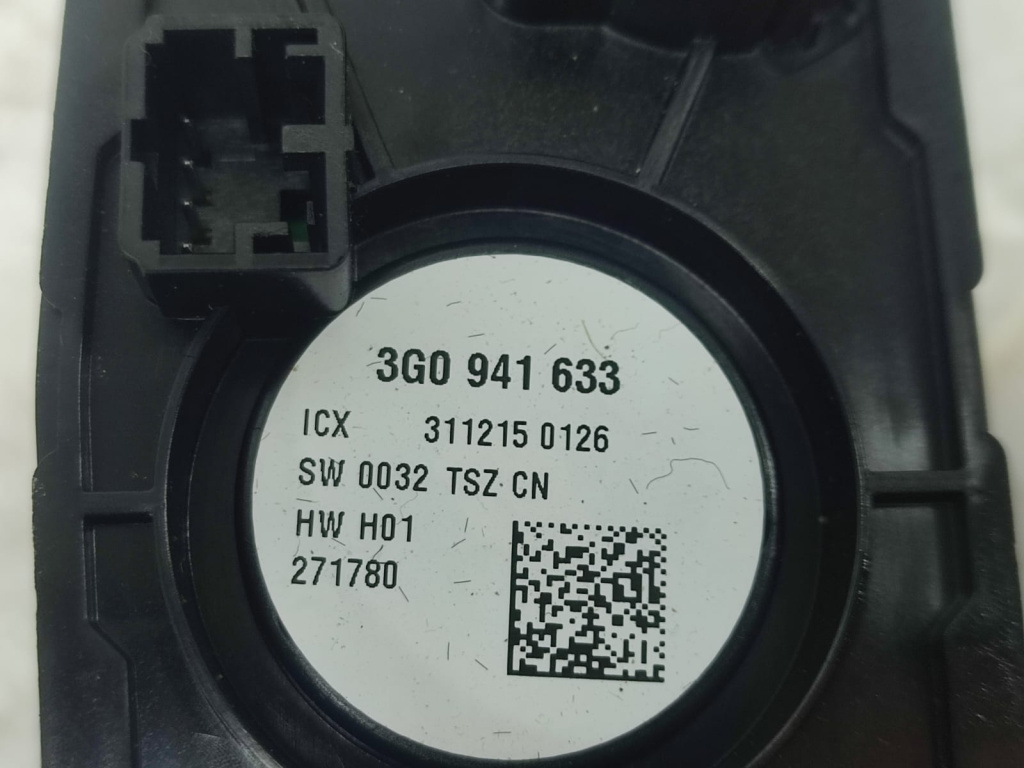 3G0 941 633
ICX 311215 0126
SW 0032 TSZ CN
HW H01
271780